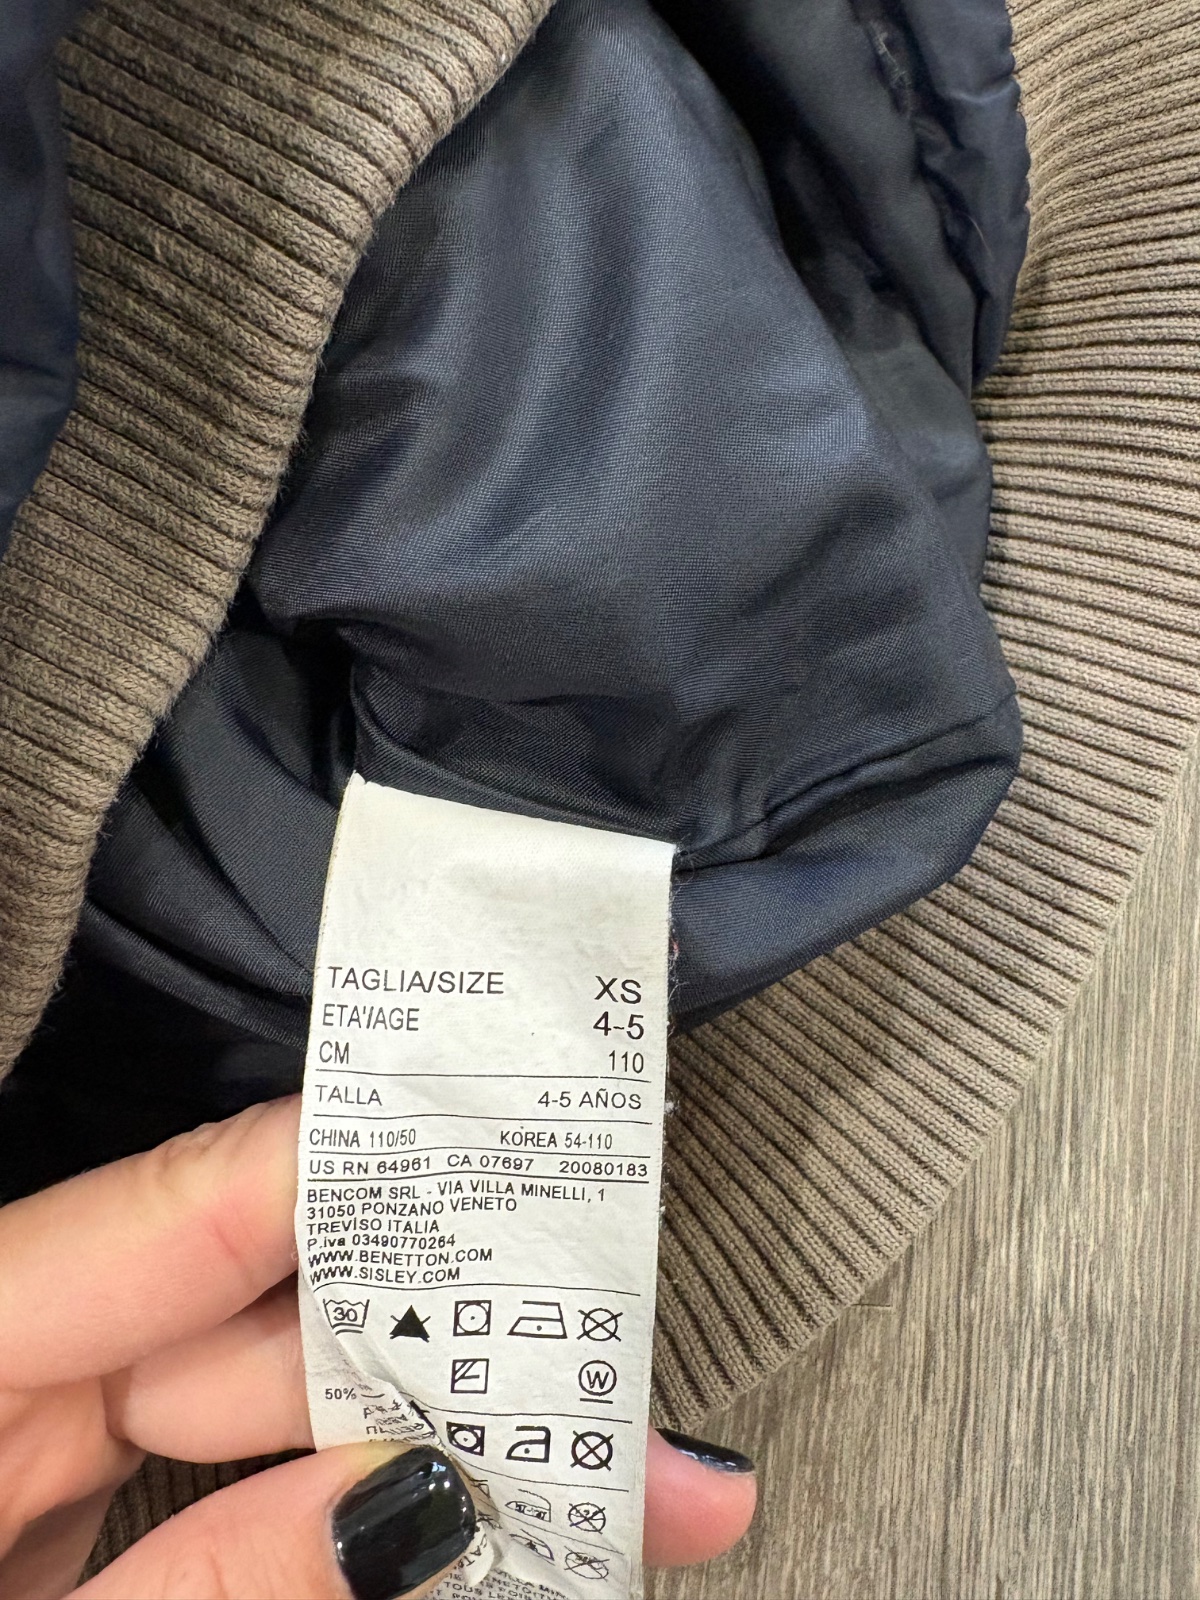 TAGLIA/SIZE XS
ETA'/AGE 4-5
CM 110
TALLA 4-5 AÑOS
CHINA 110/50 KOREA 54-110
US RN 64961 CA 07697 20080183
BENCOM SRL - VIA VILLA MINELLI, 1
31050 PONZANO VENETO
TREVISO ITALIA
P.iva 03490770264
WWW.BENETTON.COM
WWW.SISLEY.COM
30
W
50%